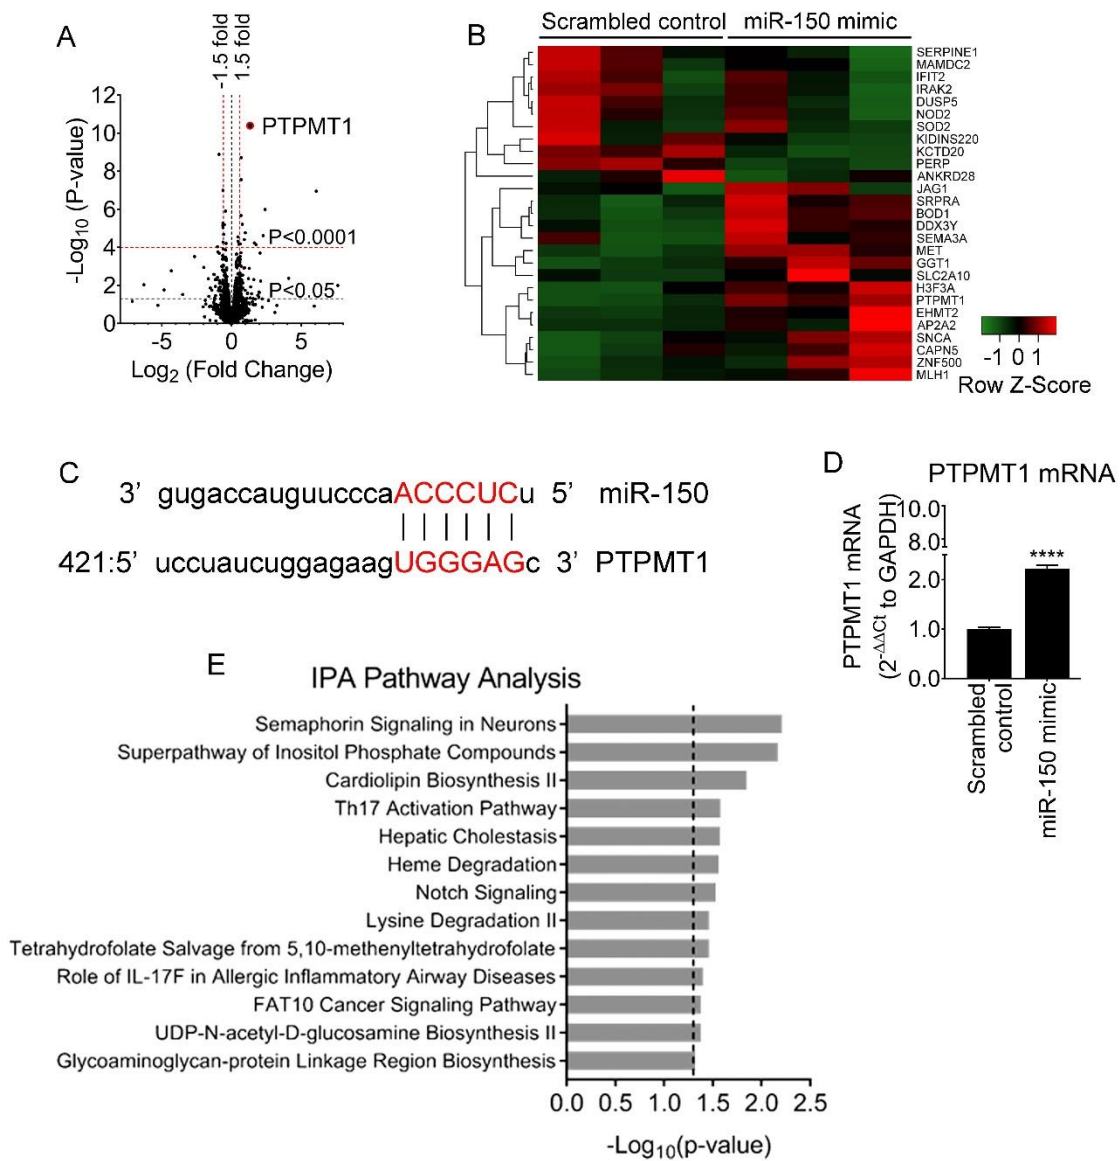 A
- 1.5 fold
1.5 fold
12
10
8
6
4
2
0
-Log10 (P-value)
PTPMT1
P<0.0001
P<0.05
-5
0
5
Log2 (Fold Change)
B
Scrambled control
miR-150 mimic
SERPINE1
MAMDC2
IFIT2
IRAK2
DUSP5
NOD2
SOD2
KIDINS220
KCTD20
PERP
ANKRD28
JAG1
SRPRA
BOD1
DDX3Y
SEMA3A
MET
GGT1
SLC2A10
H3F3A
PTPMT1
EHMT2
AP2A2
SNCA
CAPN5
ZNF500
MLH1
-1 0 1
Row Z-Score
C
3’ gugaccauguucccaACCCUCu 5’ miR-150
421:5’ uccuaucuggagaagUGGGAGc 3’ PTPMT1
D
PTPMT1 mRNA
PTPMT1 mRNA
(2-ΔΔCt to GAPDH)
10.0
8.0
2.0
1.0
0.0
****
Scrambled
control
miR-150 mimic
E
IPA Pathway Analysis
Semaphorin Signaling in Neurons
Superpathway of Inositol Phosphate Compounds
Cardiolipin Biosynthesis II
Th17 Activation Pathway
Hepatic Cholestasis
Heme Degradation
Notch Signaling
Lysine Degradation II
Tetrahydrofolate Salvage from 5,10-methenyltetrahydrofolate
Role of IL-17F in Allergic Inflammatory Airway Diseases
FAT10 Cancer Signaling Pathway
UDP-N-acetyl-D-glucosamine Biosynthesis II
Glycoaminoglycan-protein Linkage Region Biosynthesis
0.0 0.5 1.0 1.5 2.0 2.5
-Log10(p-value)